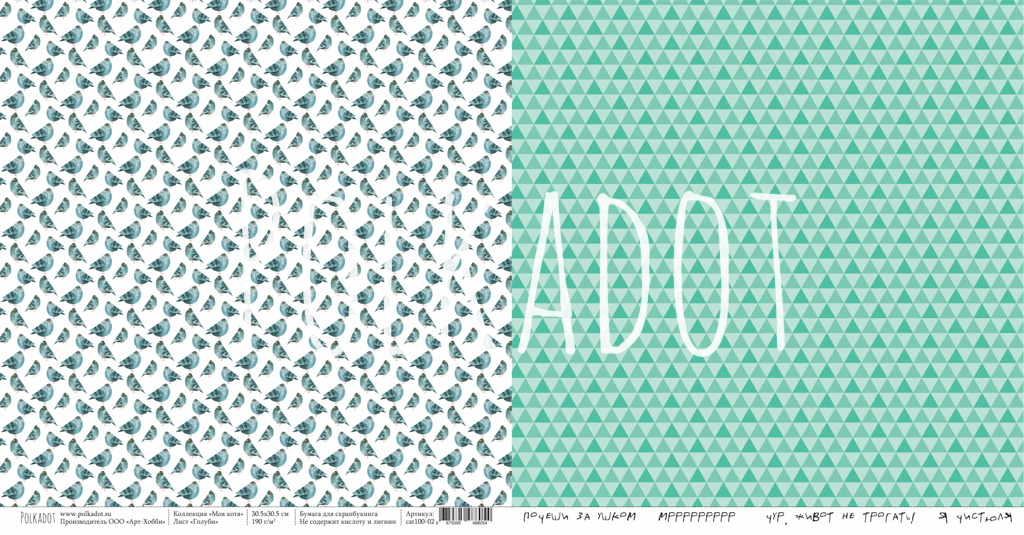 POLKADOT
POLKADOT
www.polkadot.su
Производитель ООО «Арт-Хобби»
Коллекция «Моя котя»
Лист «Голуби»
30.5x30.5 см
190 г/м²
Бумага для скрапбукинга
Не содержит кислоту и лигнин
Артикул:
cat100-02
ПОЧЕШИ ЗА УШКОМ
МРРРРРРРРР
ЧУР, ЖИВОТ НЕ ТРОГАТЬ!
Я ЧИСТЮЛЯ